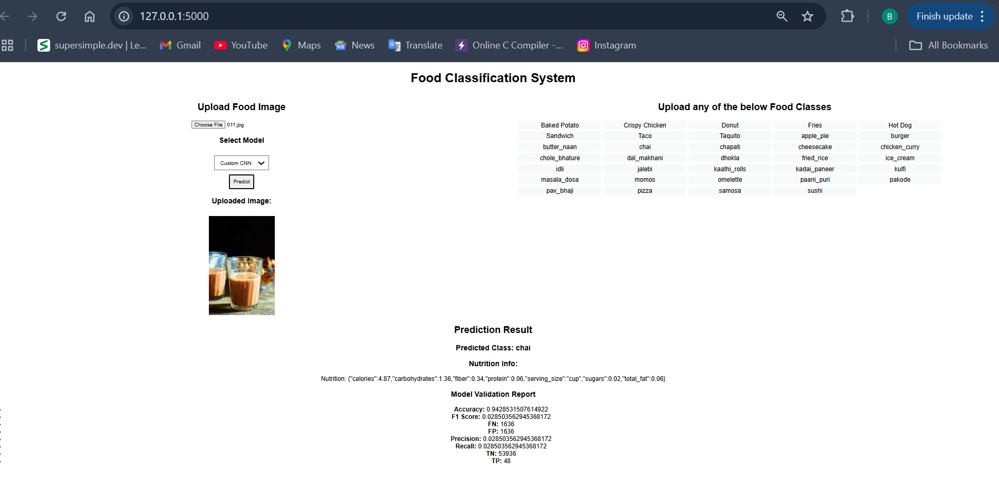 127.0.0.1:5000
B
Finish update
supersimple.dev | Le...
Gmail
YouTube
Maps
News
Translate
Online C Compiler -...
Instagram
All Bookmarks
Food Classification System
Upload Food Image
Choose File 011.jpg
Select Model
Custom CNN
Predict
Uploaded Image:
Upload any of the below Food Classes
Baked Potato Crispy Chicken Donut Fries Hot Dog
Sandwich Taco Taquito apple_pie burger
butter_naan chai chapati cheesecake chicken_curry
chole_bhature dal_makhani dhokla fried_rice ice_cream
idli jalebi kaathi_rolls kadai_paneer kulfi
masala_dosa momos omelette paani_puri pakode
pav_bhaji pizza samosa sushi
Prediction Result
Predicted Class: chai
Nutrition Info:
Nutrition: {"calories":4.87,"carbohydrates":1.36,"fiber":0.34,"protein":0.06,"serving_size":"cup","sugars":0.02,"total_fat":0.06}
Model Validation Report
Accuracy: 0.9428531507614922
F1 Score: 0.028503562945368172
FN: 1636
FP: 1636
Precision: 0.028503562945368172
Recall: 0.028503562945368172
TN: 53936
TP: 48